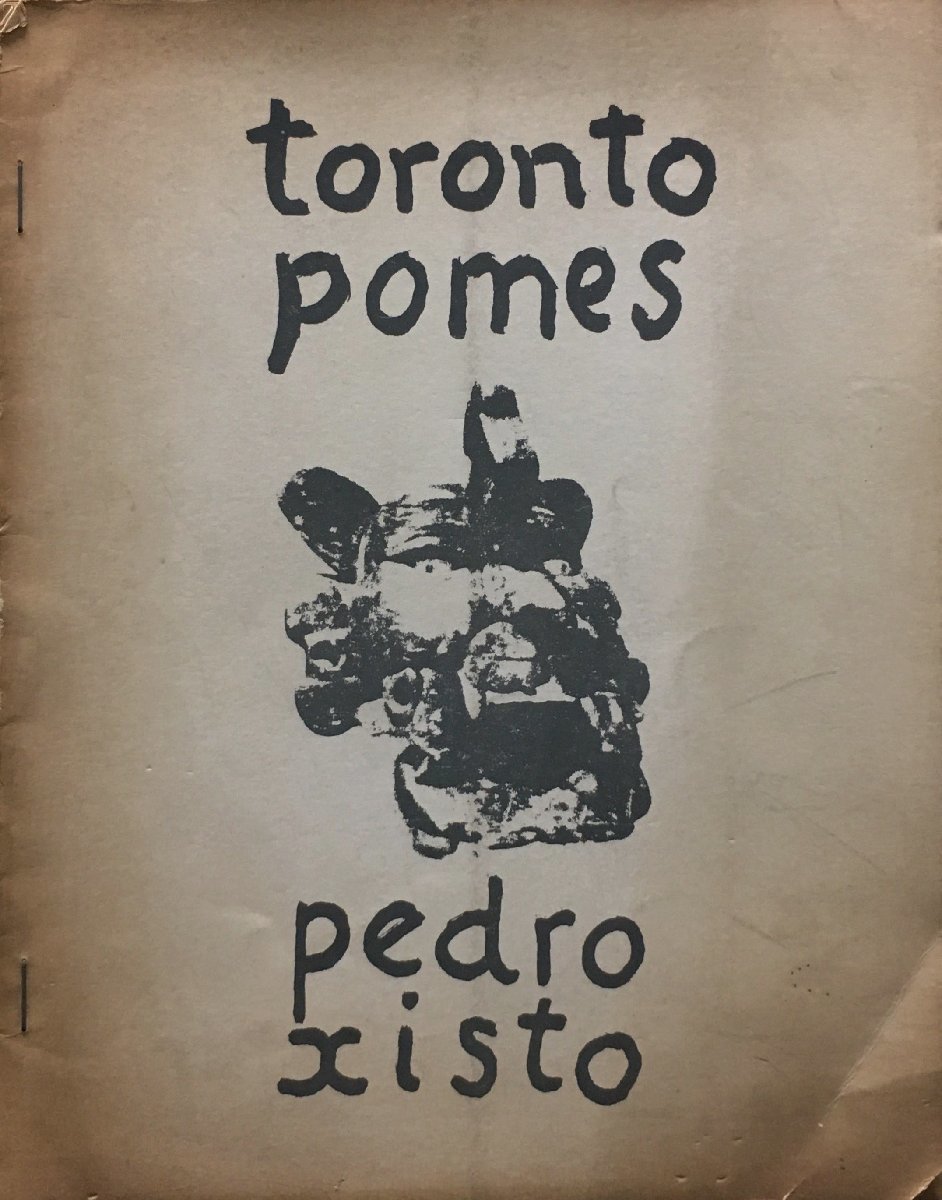 toronto
pomes
pedro
xisto